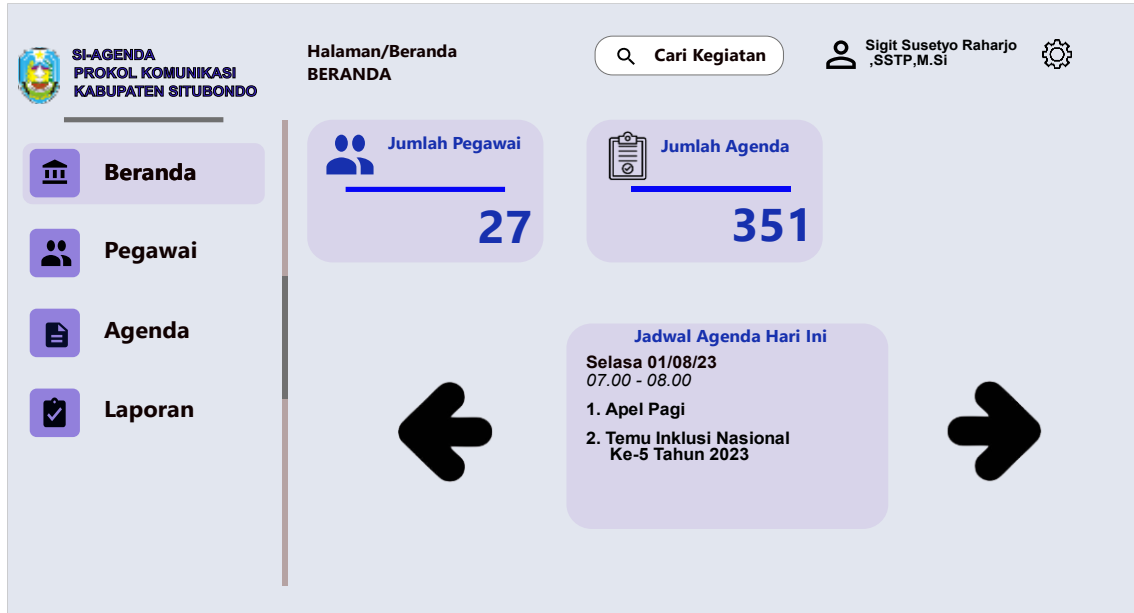 SI-AGENDA
PROKOL KOMUNIKASI
KABUPATEN SITUBONDO
Halaman/Beranda
BERANDA
Cari Kegiatan
Sigit Susetyo Raharjo
,SSTP,M.Si
Beranda
Pegawai
Agenda
Laporan
Jumlah Pegawai
27
Jumlah Agenda
351
Jadwal Agenda Hari Ini
Selasa 01/08/23
07.00 - 08.00
1. Apel Pagi
2. Temu Inklusi Nasional
Ke-5 Tahun 2023